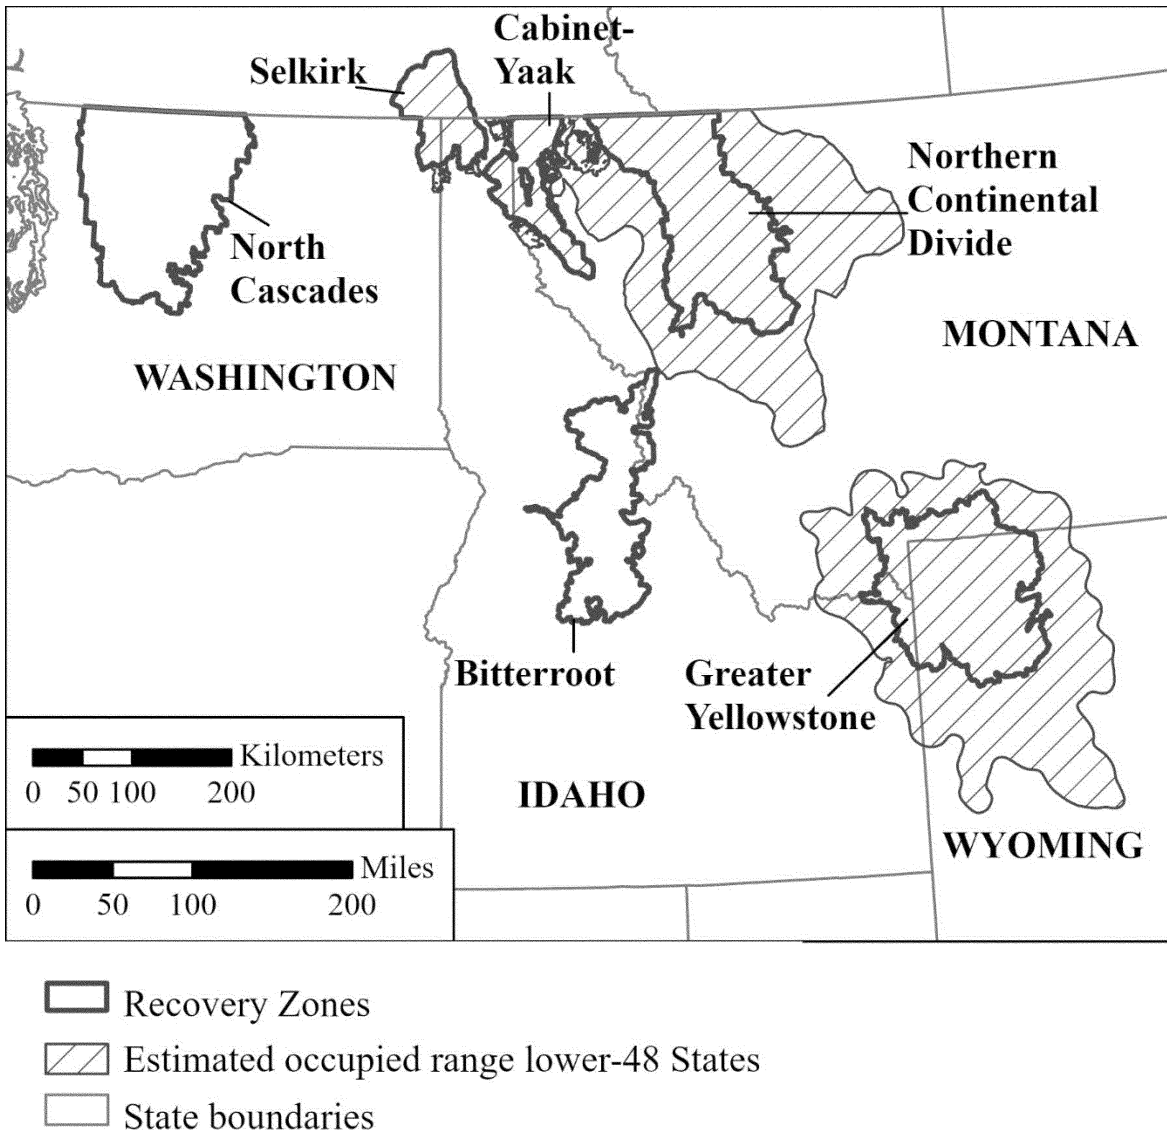 Cabinet-
Yaak
Selkirk
Northern
Continental
Divide
North
Cascades
MONTANA
WASHINGTON
Bitterroot
Greater
Yellowstone
IDAHO
WYOMING
Kilometers
0 50 100 200
Miles
0 50 100 200
Recovery Zones
Estimated occupied range lower-48 States
State boundaries